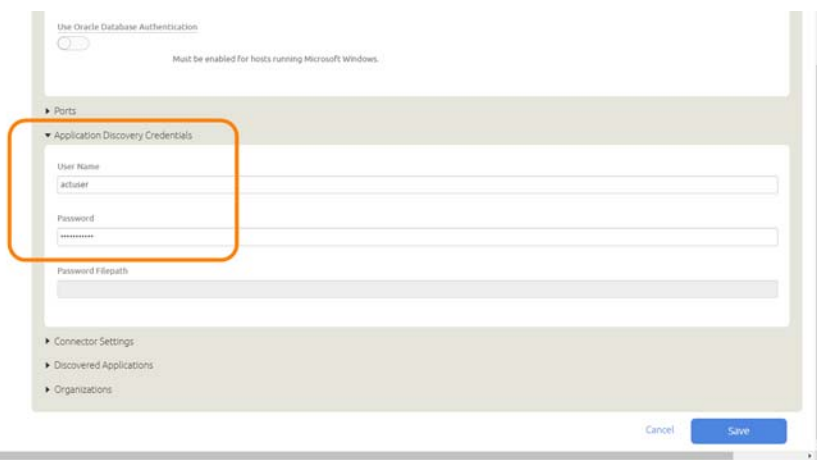 Use Oracle Database Authentication
Must be enabled for hosts running Microsoft Windows.
Ports
Application Discovery Credentials
User Name
actuser
Password
•••••••••••
Password Filepath
Connector Settings
Discovered Applications
Organizations
Cancel
Save